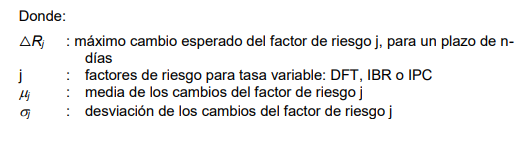 Donde:
△Rj : máximo cambio esperado del factor de riesgo j, para un plazo de n-
días
j : factores de riesgo para tasa variable: DFT, IBR o IPC
μj : media de los cambios del factor de riesgo j
σj : desviación de los cambios del factor de riesgo j